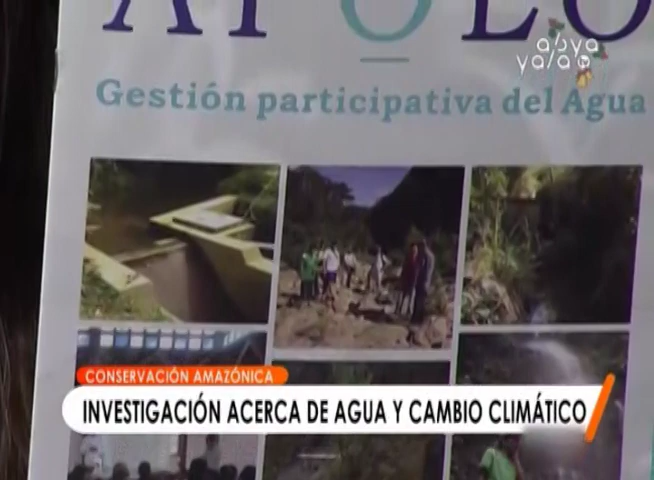 APOLO
abya
yala
Gestión participativa del Agua
CONSERVACIÓN AMAZÓNICA
INVESTIGACIÓN ACERCA DE AGUA Y CAMBIO CLIMÁTICO